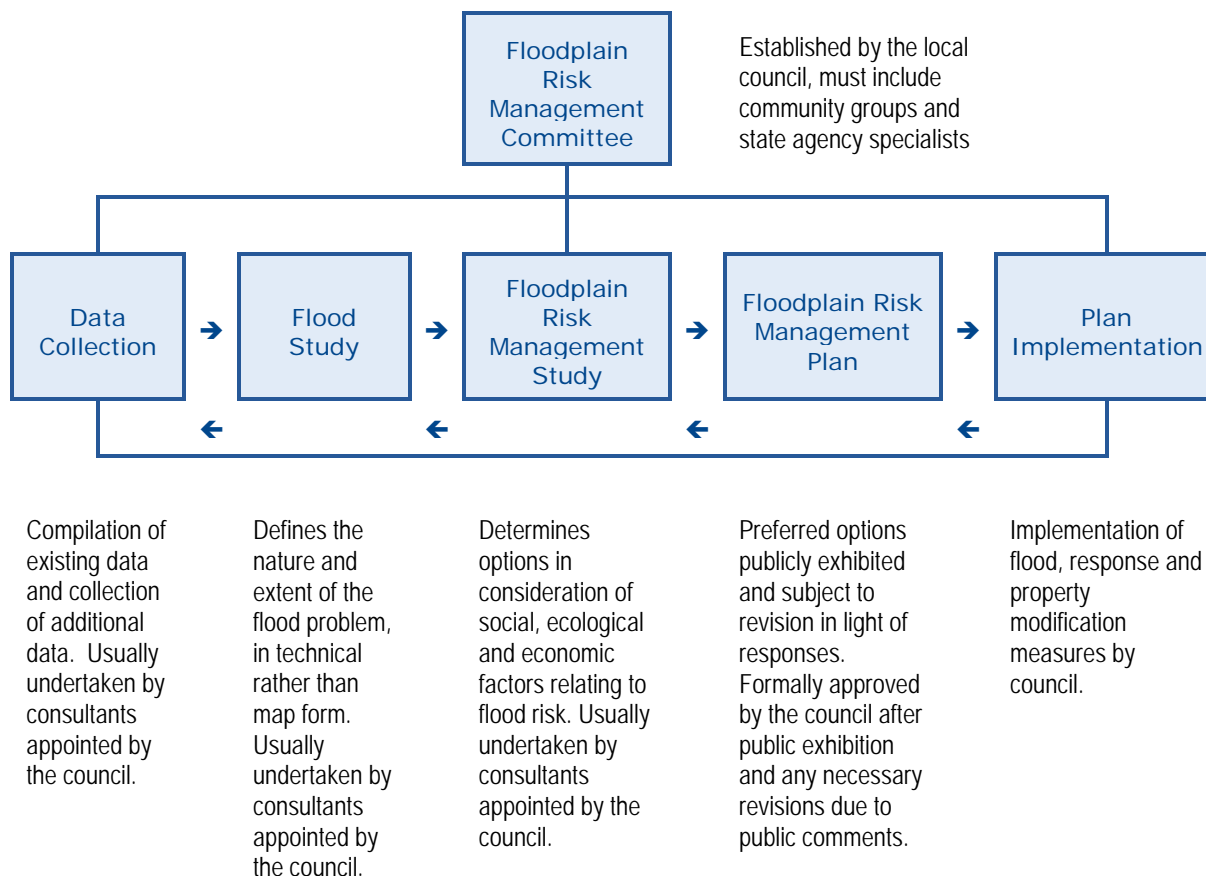 Floodplain
Risk
Management
Committee
Established by the local
council, must include
community groups and
state agency specialists
Data
Collection
Flood
Study
Floodplain
Risk
Management
Study
Floodplain Risk
Management
Plan
Plan
Implementation
Compilation of
existing data
and collection
of additional
data. Usually
undertaken by
consultants
appointed by
the council.
Defines the
nature and
extent of the
flood problem,
in technical
rather than
map form.
Usually
undertaken by
consultants
appointed by
the council.
Determines
options in
consideration of
social, ecological
and economic
factors relating to
flood risk. Usually
undertaken by
consultants
appointed by the
council.
Preferred options
publicly exhibited
and subject to
revision in light of
responses.
Formally approved
by the council after
public exhibition
and any necessary
revisions due to
public comments.
Implementation of
flood, response and
property
modification
measures by
council.